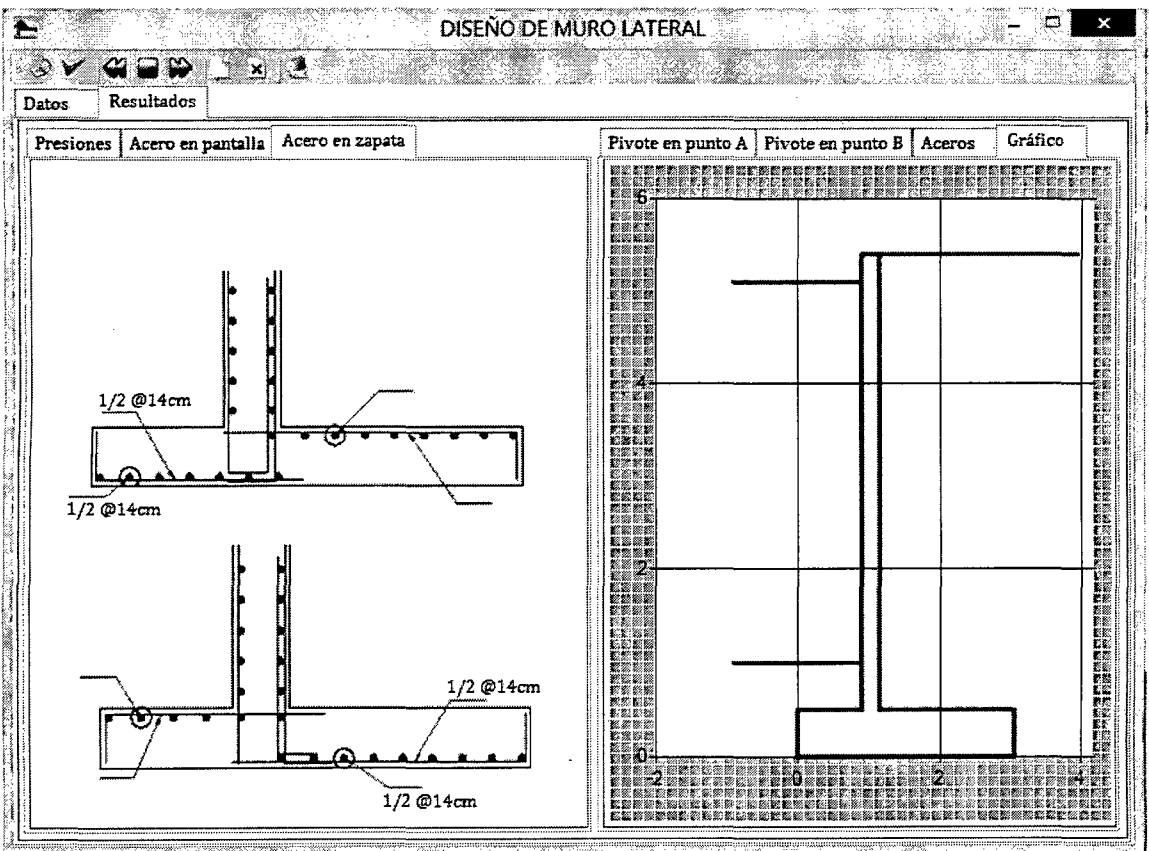 DISEÑO DE MURO LATERAL
Datos Resultados
Presiones Acero en pantalla Acero en zapata
1/2 @14cm
1/2 @14cm
1/2 @14cm
1/2 @14cm
Pivote en punto A Pivote en punto B Aceros Gráfico
6
4
2
0
-2 0 2 4